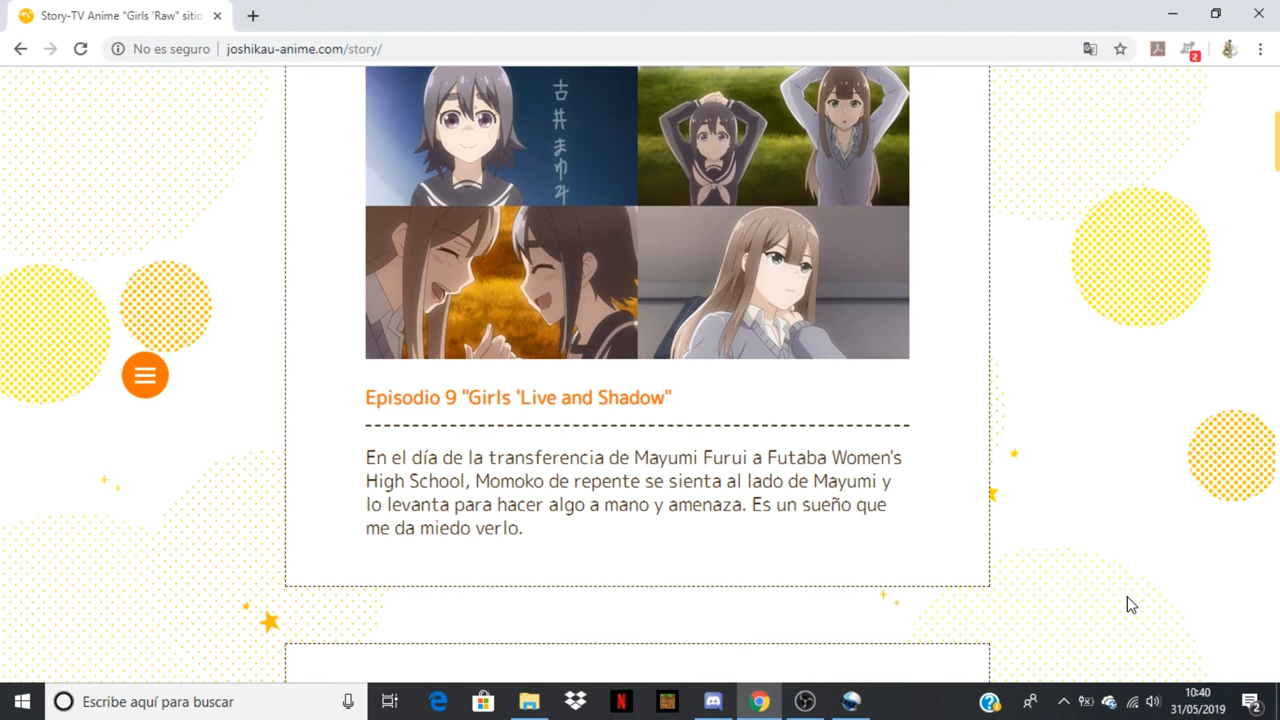 Story-TV Anime "Girls 'Raw" sitio
No es seguro
joshikau-anime.com/story/
2
古井まゆみ
Episodio 9 "Girls 'Live and Shadow"
En el día de la transferencia de Mayumi Furui a Futaba Women's
High School, Momoko de repente se sienta al lado de Mayumi y
lo levanta para hacer algo a mano y amenaza. Es un sueño que
me da miedo verlo.
Escribe aquí para buscar
10:40
31/05/2019
2